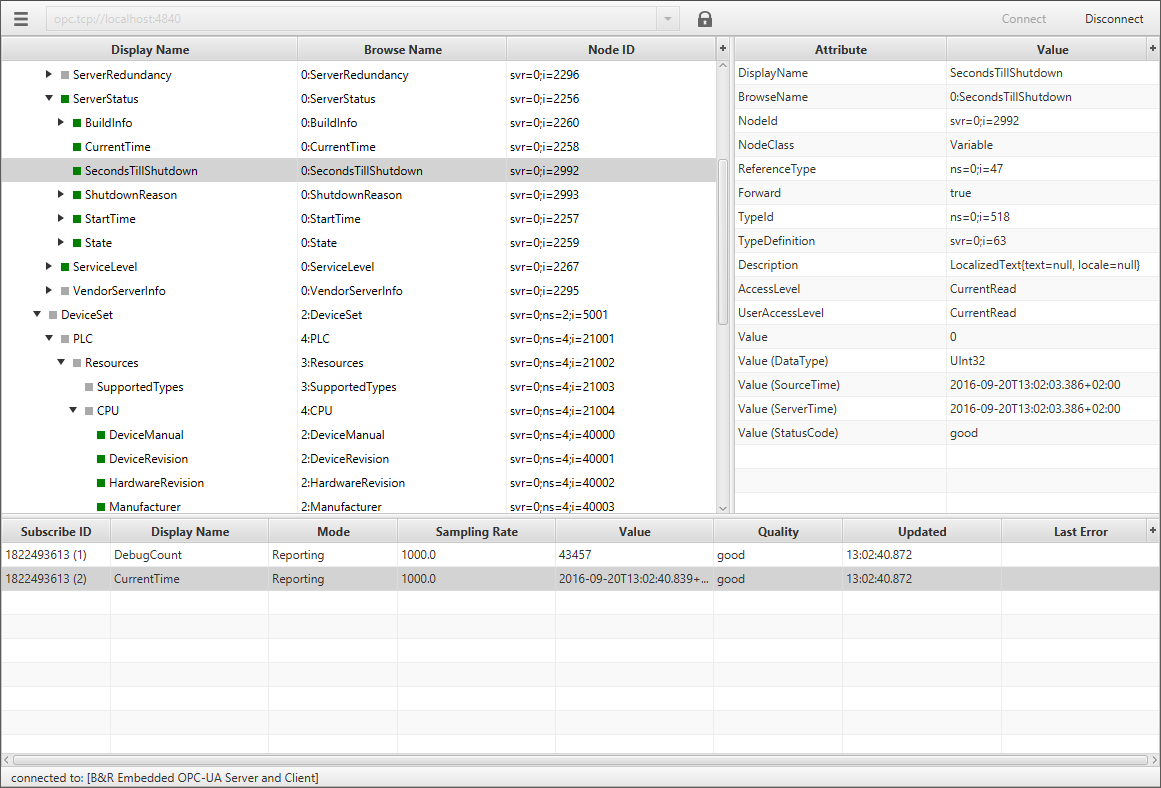 opc.tcp://localhost:4840 Connect Disconnect
Display Name Browse Name Node ID +
ServerRedundancy 0:ServerRedundancy svr=0;i=2296
ServerStatus 0:ServerStatus svr=0;i=2256
BuildInfo 0:BuildInfo svr=0;i=2260
CurrentTime 0:CurrentTime svr=0;i=2258
SecondsTillShutdown 0:SecondsTillShutdown svr=0;i=2992
ShutdownReason 0:ShutdownReason svr=0;i=2993
StartTime 0:StartTime svr=0;i=2257
State 0:State svr=0;i=2259
ServiceLevel 0:ServiceLevel svr=0;i=2267
VendorServerInfo 0:VendorServerInfo svr=0;i=2295
DeviceSet 2:DeviceSet svr=0;ns=2;i=5001
PLC 4:PLC svr=0;ns=4;i=21001
Resources 3:Resources svr=0;ns=4;i=21002
SupportedTypes 3:SupportedTypes svr=0;ns=4;i=21003
CPU 4:CPU svr=0;ns=4;i=21004
DeviceManual 2:DeviceManual svr=0;ns=4;i=40000
DeviceRevision 2:DeviceRevision svr=0;ns=4;i=40001
HardwareRevision 2:HardwareRevision svr=0;ns=4;i=40002
Manufacturer 2:Manufacturer svr=0;ns=4;i=40003
Attribute Value +
DisplayName SecondsTillShutdown
BrowseName 0:SecondsTillShutdown
NodeId svr=0;i=2992
NodeClass Variable
ReferenceType ns=0;i=47
Forward true
TypeId ns=0;i=518
TypeDefinition svr=0;i=63
Description LocalizedText{text=null, locale=null}
AccessLevel CurrentRead
UserAccessLevel CurrentRead
Value 0
Value (DataType) UInt32
Value (SourceTime) 2016-09-20T13:02:03.386+02:00
Value (ServerTime) 2016-09-20T13:02:03.386+02:00
Value (StatusCode) good
Subscribe ID Display Name Mode Sampling Rate Value Quality Updated Last Error +
1822493613 (1) DebugCount Reporting 1000.0 43457 good 13:02:40.872
1822493613 (2) CurrentTime Reporting 1000.0 2016-09-20T13:02:40.839+... good 13:02:40.872
connected to: [B&R Embedded OPC-UA Server and Client]